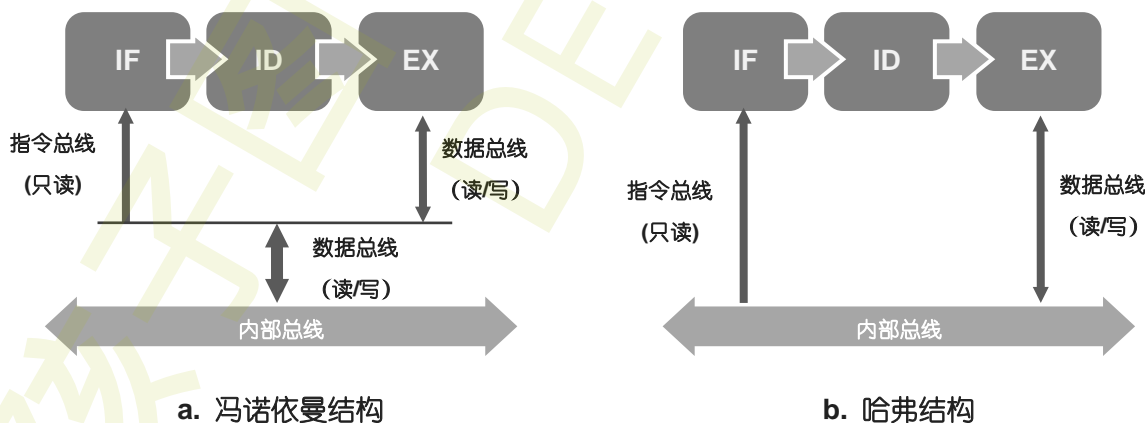 IF ID EX
指令总线
(只读)
数据总线
（读/写）
数据总线
（读/写）
内部总线
a. 冯诺依曼结构
IF ID EX
指令总线
(只读)
数据总线
（读/写）
内部总线
b. 哈弗结构
DE